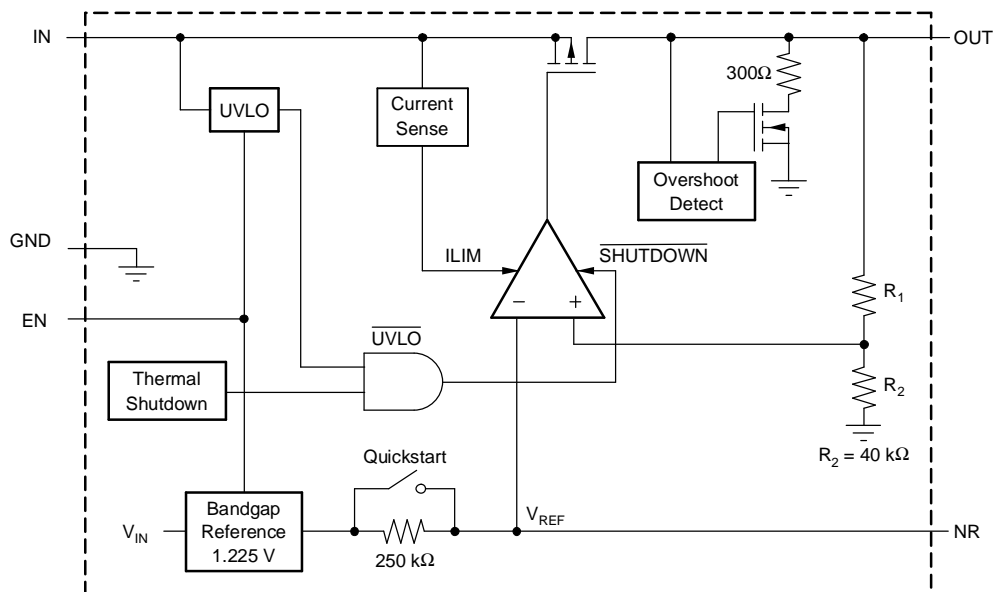 IN
OUT
300Ω
UVLO
Current
Sense
Overshoot
Detect
GND
ILIM
SHUTDOWN
− +
R1
EN
UVLO
Thermal
Shutdown
R2
R2 = 40 kΩ
Quickstart
VIN
Bandgap
Reference
1.225 V
VREF
NR
250 kΩ